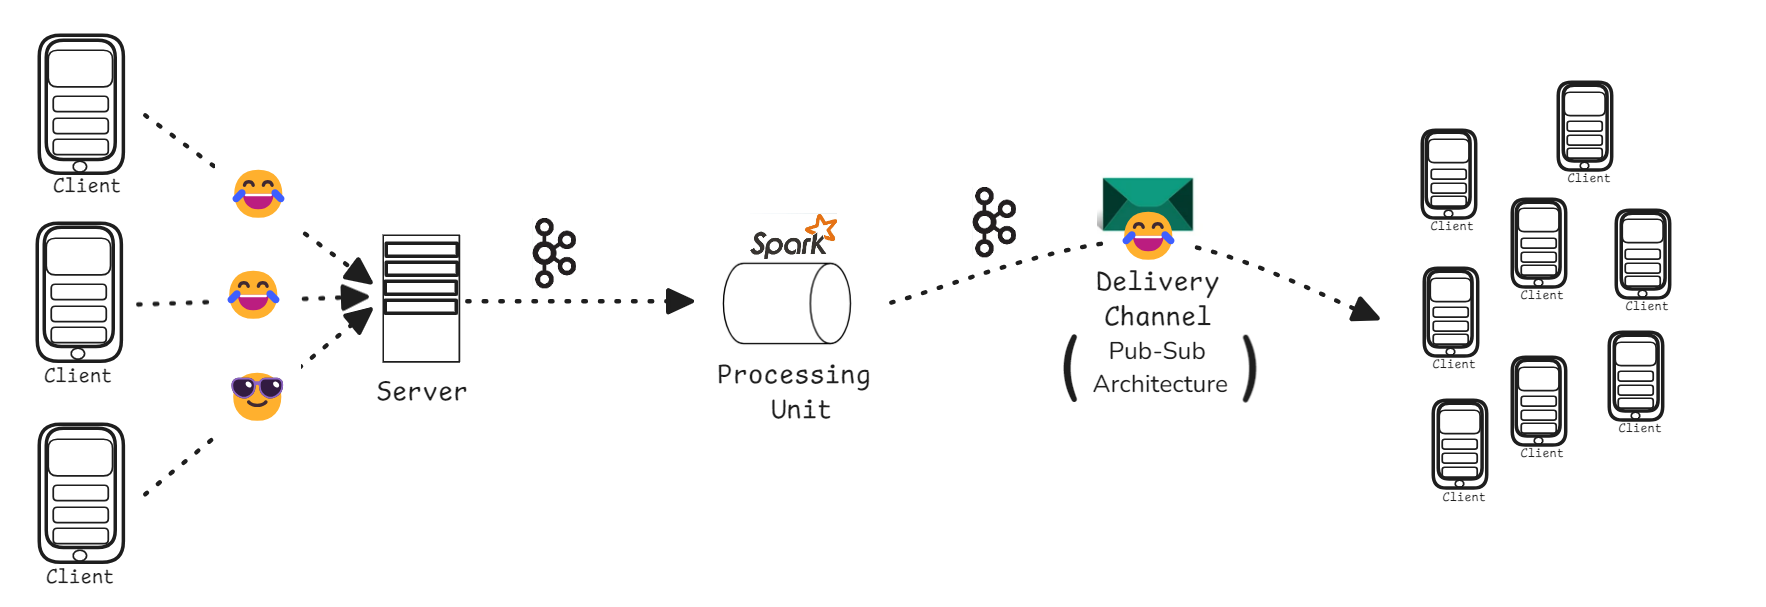 Client
Client
Client
Server
Spark
Processing
Unit
Delivery
Channel
(Pub-Sub
Architecture)
Client
Client
Client
Client
Client
Client
Client
Client